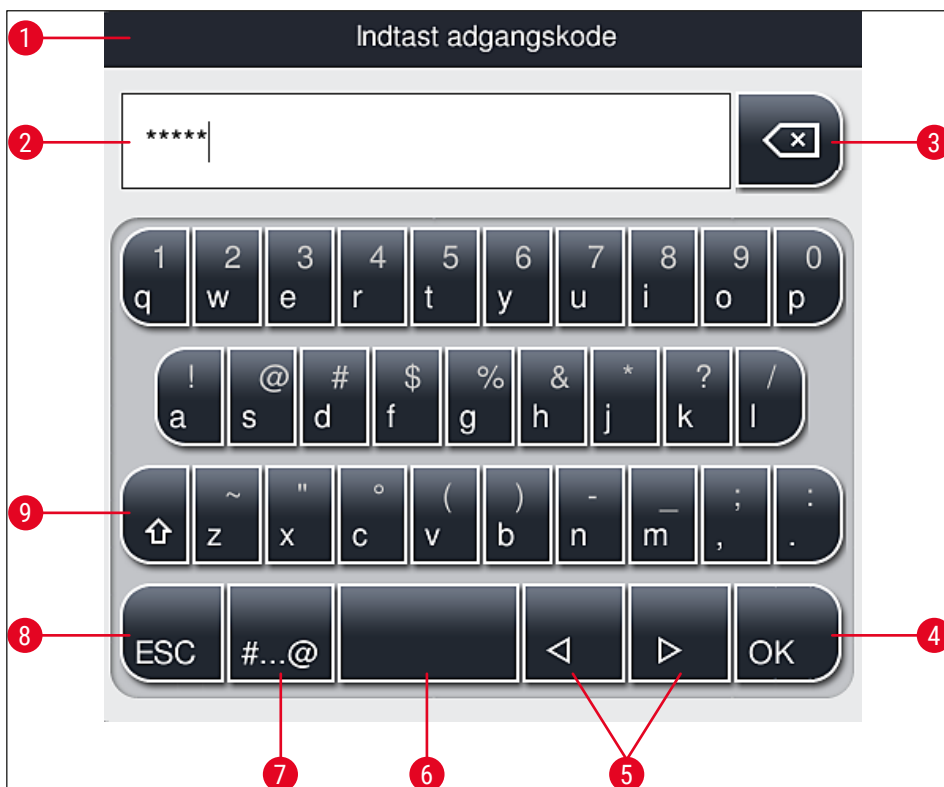 1 Indtast adgangskode
2 ***** 3
1 2 3 4 5 6 7 8 9 0
q w e r t y u i o p
! @ # $ % & * ? /
a s d f g h j k l
9 ~ " ° ( ) - _ ; :
z x c v b n m , .
8 ESC #...@ OK 4
7 6 5